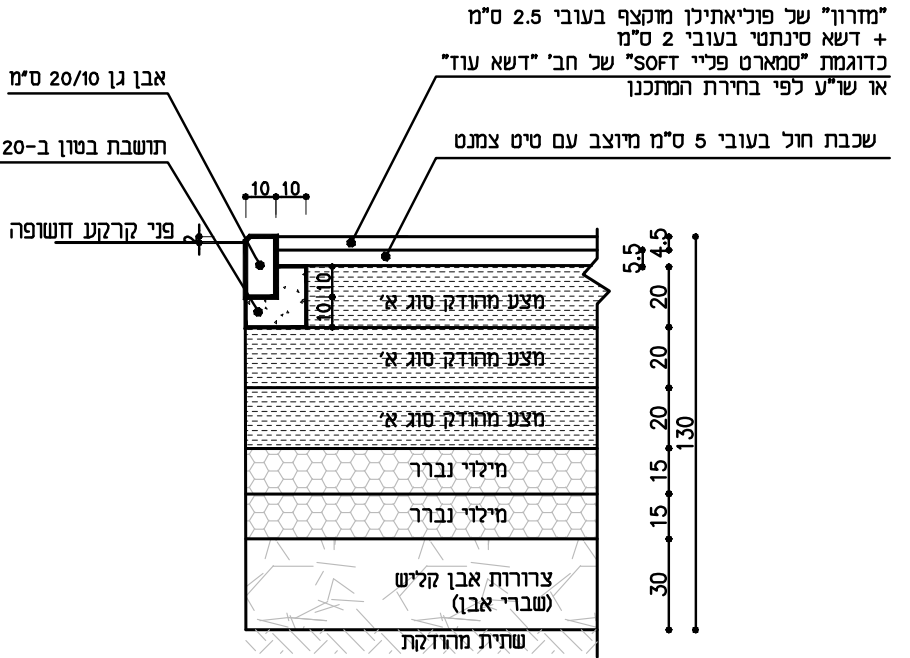 "מזרון" של פוליאתילן מוקצף בעובי 2.5 ס"מ
+ דשא סינתטי בעובי 2 ס"מ
כדוגמת "סמארט פליי SOFT" של חב' "דשא עוז"
או שו"ע לפי בחירת המתכנן
אבן גן 20/10 ס"מ
שכבת חול בעובי 5 ס"מ מיוצב עם טיט צמנט
תושבת בטון ב-20
10 10
פני קרקע חשופה
2
4.5
5.5
10
10
מצע מהודק סוג א'
20
מצע מהודק סוג א'
20
מצע מהודק סוג א'
20
130
מילוי נברר
15
מילוי נברר
15
צרורות אבן קליש
(שברי אבן)
30
שתית מהודקת